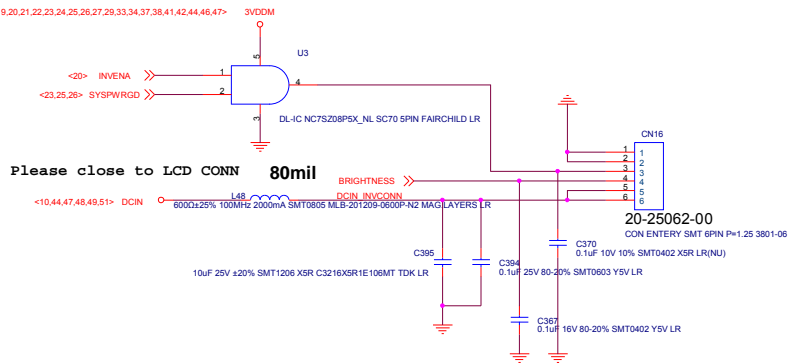 9,20,21,22,23,24,25,26,27,29,33,34,37,38,41,42,44,46,47> 3VDDM
U3
5
<20> INVENA 1
4
<23,25,26> SYSPWRGD 2
3
DL-IC NC7SZ08P5X_NL SC70 5PIN FAIRCHILD LR
CN16
1 1
2 2
3 3
4 4
5 5
6 6
Please close to LCD CONN 80mil
BRIGHTNESS
<10,44,47,48,49,51> DCIN L48 DCIN_INVCONN
600Ω±25% 100MHz 2000mA SMT0805 MLB-201209-0600P-N2 MAG LAYERS LR
20-25062-00
CON ENTERY SMT 6PIN P=1.25 3801-06
C370
0.1uF 10V 10% SMT0402 X5R LR(NU)
C395
10uF 25V ±20% SMT1206 X5R C3216X5R1E106MT TDK LR
C394
0.1uF 25V 80-20% SMT0603 Y5V LR
C367
0.1uF 16V 80-20% SMT0402 Y5V LR